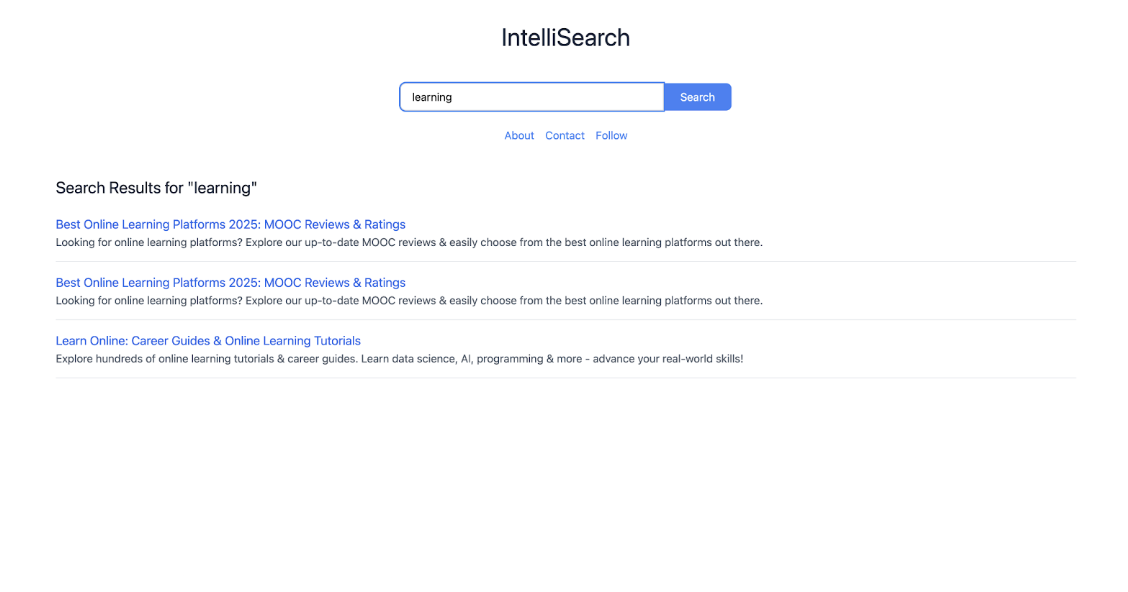 IntelliSearch
learning
Search
About Contact Follow
Search Results for "learning"
Best Online Learning Platforms 2025: MOOC Reviews & Ratings
Looking for online learning platforms? Explore our up-to-date MOOC reviews & easily choose from the best online learning platforms out there.
Best Online Learning Platforms 2025: MOOC Reviews & Ratings
Looking for online learning platforms? Explore our up-to-date MOOC reviews & easily choose from the best online learning platforms out there.
Learn Online: Career Guides & Online Learning Tutorials
Explore hundreds of online learning tutorials & career guides. Learn data science, AI, programming & more - advance your real-world skills!